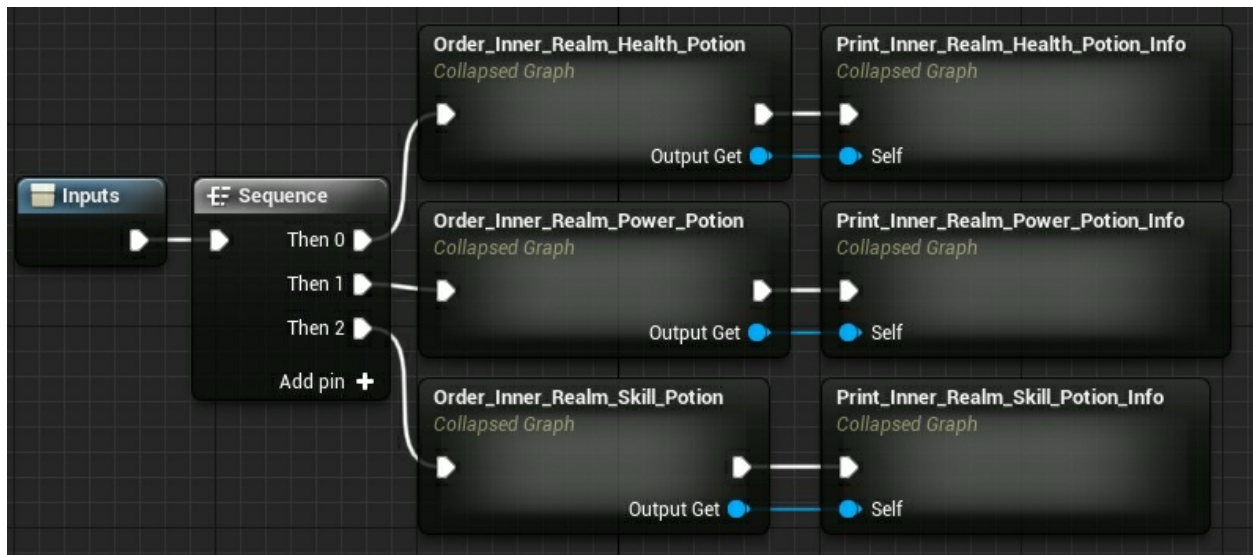 Inputs
Sequence
Then 0
Then 1
Then 2
Add pin
Order_Inner_Realm_Health_Potion
Collapsed Graph
Output Get
Print_Inner_Realm_Health_Potion_Info
Collapsed Graph
Self
Order_Inner_Realm_Power_Potion
Collapsed Graph
Output Get
Print_Inner_Realm_Power_Potion_Info
Collapsed Graph
Self
Order_Inner_Realm_Skill_Potion
Collapsed Graph
Output Get
Print_Inner_Realm_Skill_Potion_Info
Collapsed Graph
Self